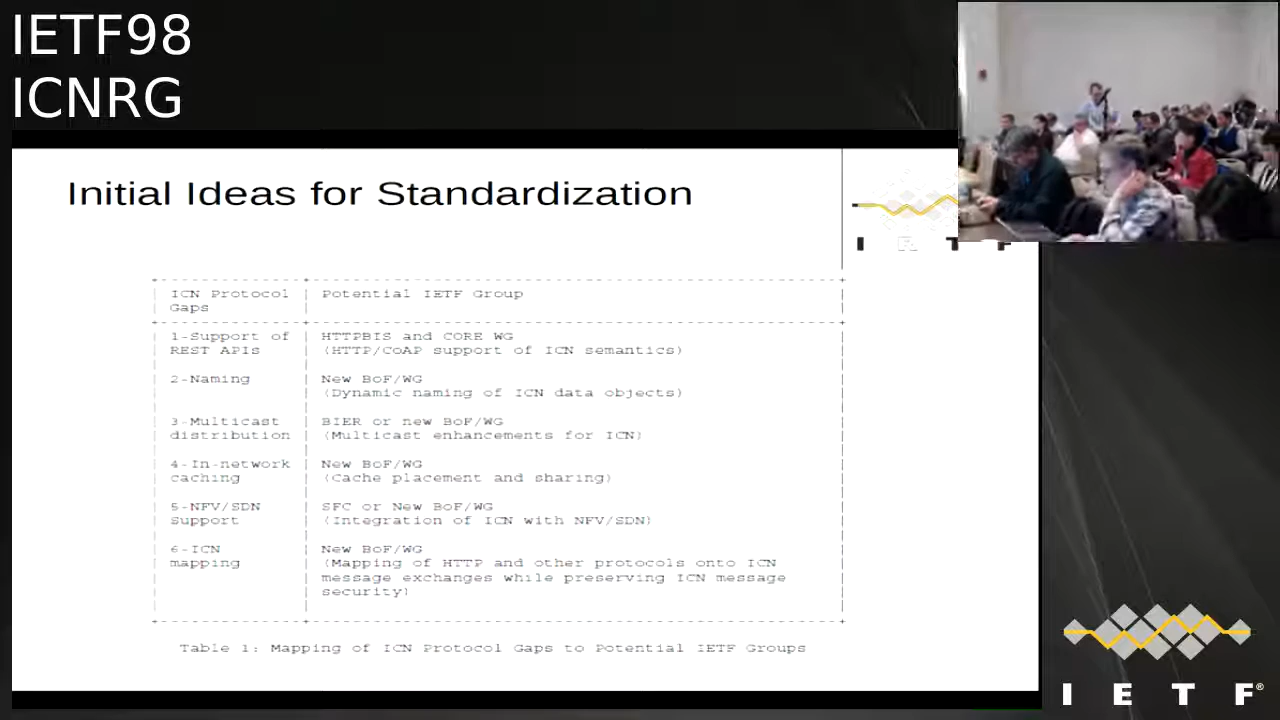 IETF98
ICNRG
Initial Ideas for Standardization
I E T F
ICN Protocol Gaps | Potential IETF Group
1-Support of REST APIs | HTTPBIS and CORE WG
(HTTP/CoAP support of ICN semantics)
2-Naming | New BoF/WG
(Dynamic naming of ICN data objects)
3-Multicast distribution | BIER or new BoF/WG
(Multicast enhancements for ICN)
4-In-network caching | New BoF/WG
(Cache placement and sharing)
5-NFV/SDN Support | SFC or New BoF/WG
(Integration of ICN with NFV/SDN)
6-ICN mapping | New BoF/WG
(Mapping of HTTP and other protocols onto ICN
message exchanges while preserving ICN message
security)
Table 1: Mapping of ICN Protocol Gaps to Potential IETF Groups
I E T F®